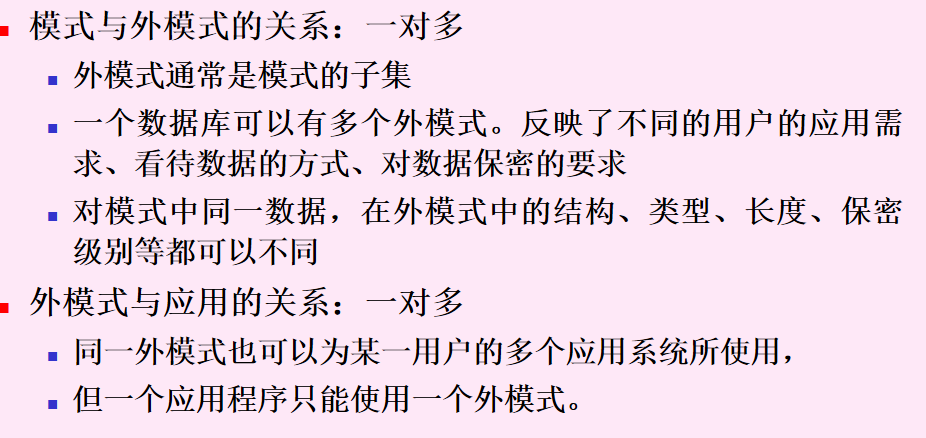 模式与外模式的关系：一对多
外模式通常是模式的子集
一个数据库可以有多个外模式。反映了不同的用户的应用需
求、看待数据的方式、对数据保密的要求
对模式中同一数据，在外模式中的结构、类型、长度、保密
级别等都可以不同
外模式与应用的关系：一对多
同一外模式也可以为某一用户的多个应用系统所使用，
但一个应用程序只能使用一个外模式。